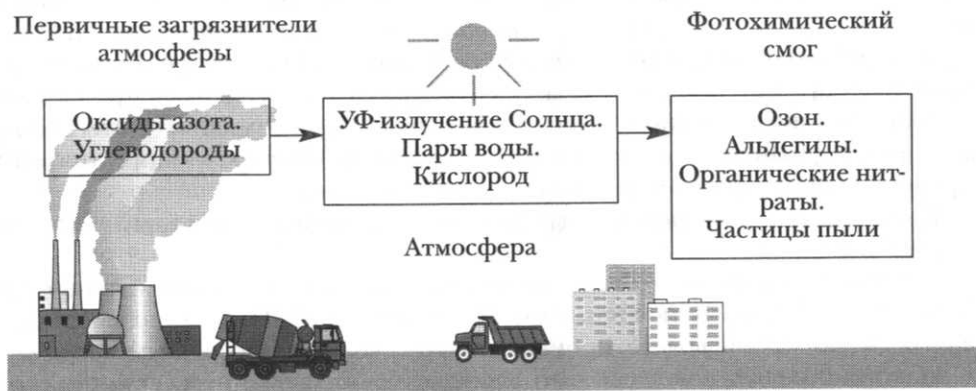 Первичные загрязнители
атмосферы
Фотохимический
смог
Оксиды азота.
Углеводороды
УФ-излучение Солнца.
Пары воды.
Кислород
Озон.
Альдегиды.
Органические нит-
раты.
Частицы пыли
Атмосфера